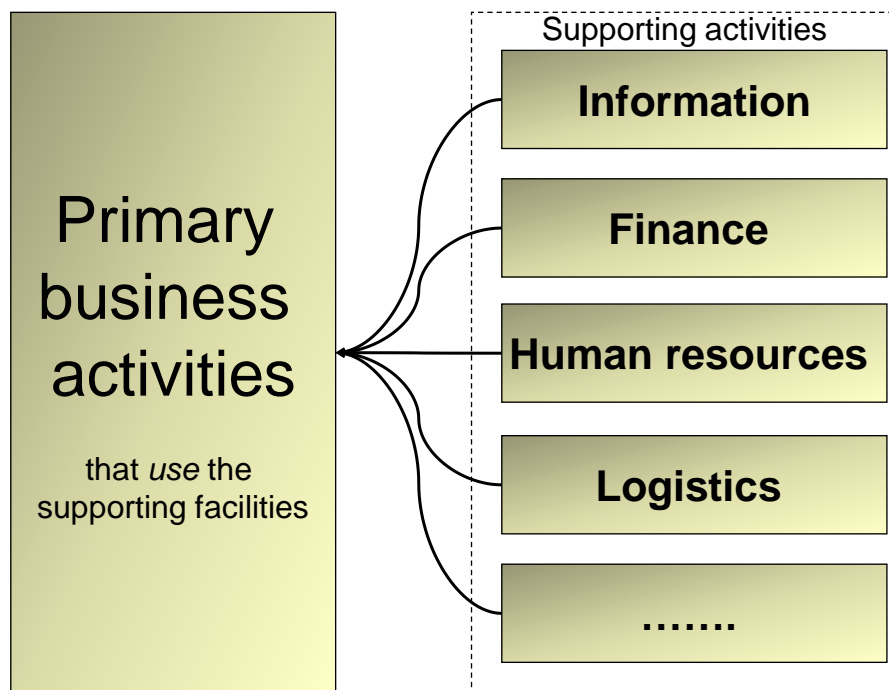 Primary
business
activities
that use the
supporting facilities
Supporting activities
Information
Finance
Human resources
Logistics
…….